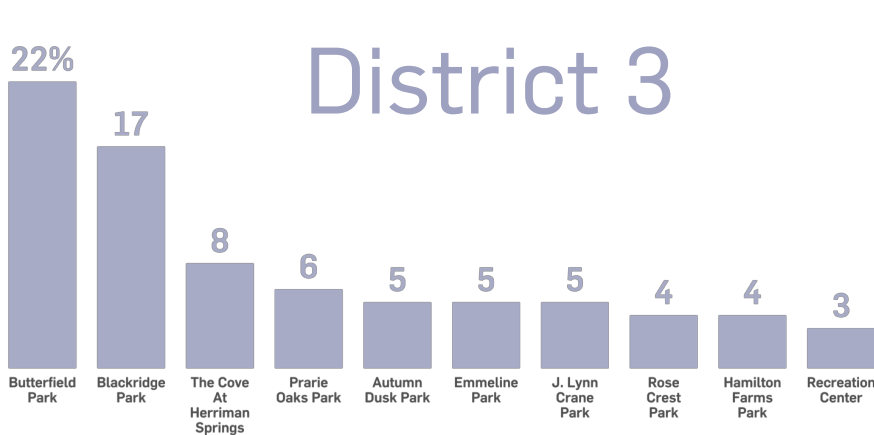 District 3
22%
17
8
6
5
5
5
4
4
3
Butterfield
Park
Blackridge
Park
The Cove
At
Herriman
Springs
Prarie
Oaks Park
Autumn
Dusk Park
Emmeline
Park
J. Lynn
Crane
Park
Rose
Crest
Park
Hamilton
Farms
Park
Recreation
Center